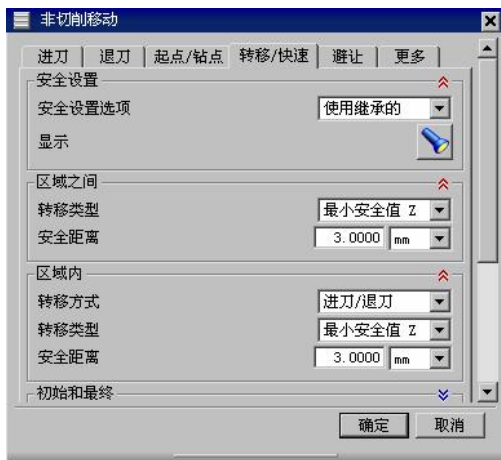 非切削移动
进刀 退刀 起点/钻点 转移/快速 避让 更多
安全设置
安全设置选项 使用继承的
显示
区域之间
转移类型 最小安全值 Z
安全距离 3.0000 mm
区域内
转移方式 进刀/退刀
转移类型 最小安全值 Z
安全距离 3.0000 mm
初始和最终
确定 取消